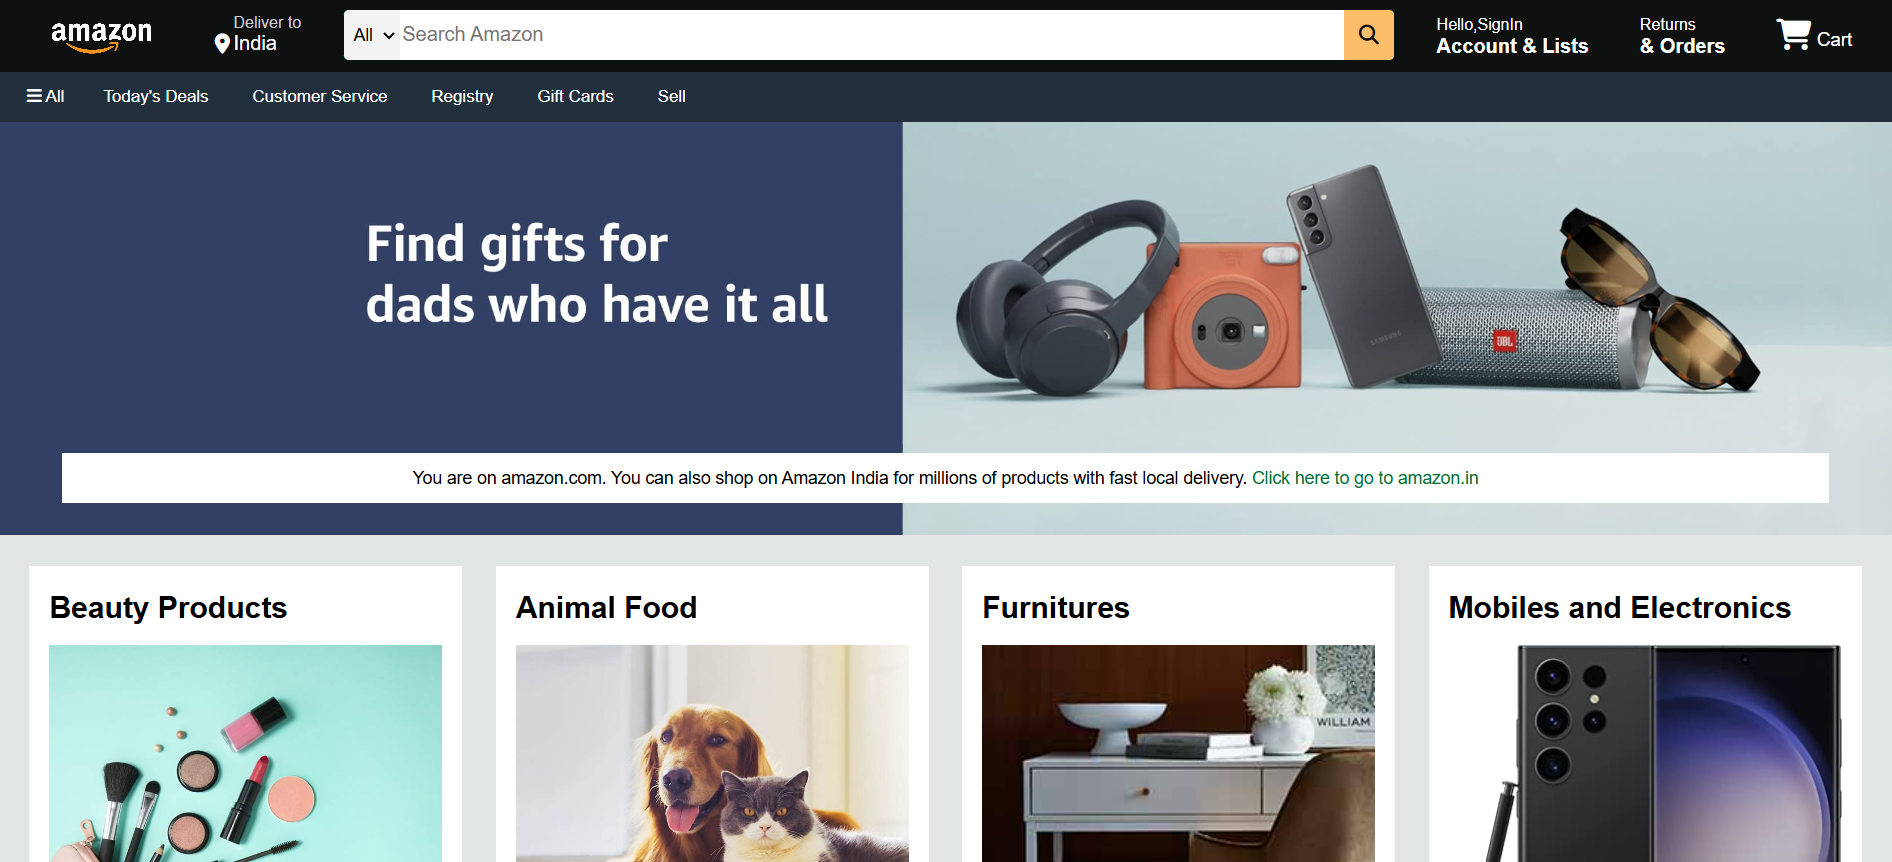 amazon
Deliver to
India
All
Search Amazon
Hello,SignIn
Account & Lists
Returns
& Orders
Cart
All
Today's Deals
Customer Service
Registry
Gift Cards
Sell
Find gifts for
dads who have it all
SAMSUNG
JBL
You are on amazon.com. You can also shop on Amazon India for millions of products with fast local delivery. Click here to go to amazon.in
Beauty Products
Animal Food
Furnitures
Mobiles and Electronics
WILLIAM